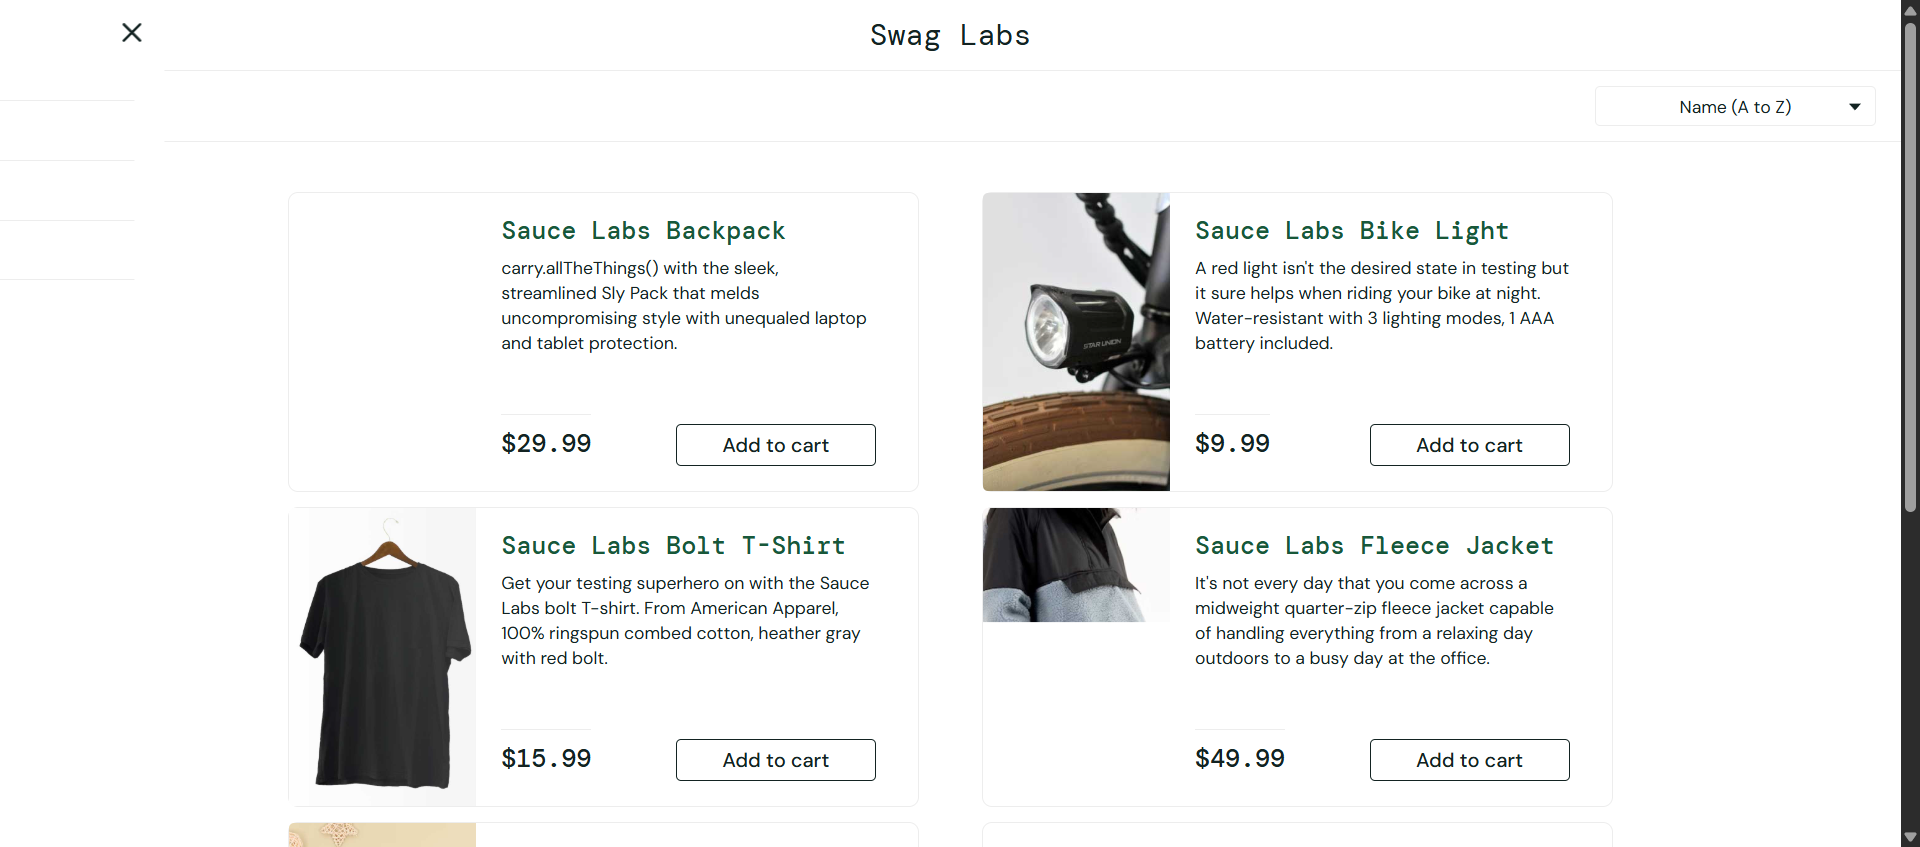 Swag Labs
Name (A to Z)
Sauce Labs Backpack
carry.allTheThings() with the sleek,
streamlined Sly Pack that melds
uncompromising style with unequaled laptop
and tablet protection.
$29.99
Add to cart
Sauce Labs Bike Light
A red light isn't the desired state in testing but
it sure helps when riding your bike at night.
Water-resistant with 3 lighting modes, 1 AAA
battery included.
STAR UNION
$9.99
Add to cart
Sauce Labs Bolt T-Shirt
Get your testing superhero on with the Sauce
Labs bolt T-shirt. From American Apparel,
100% ringspun combed cotton, heather gray
with red bolt.
$15.99
Add to cart
Sauce Labs Fleece Jacket
It's not every day that you come across a
midweight quarter-zip fleece jacket capable
of handling everything from a relaxing day
outdoors to a busy day at the office.
$49.99
Add to cart